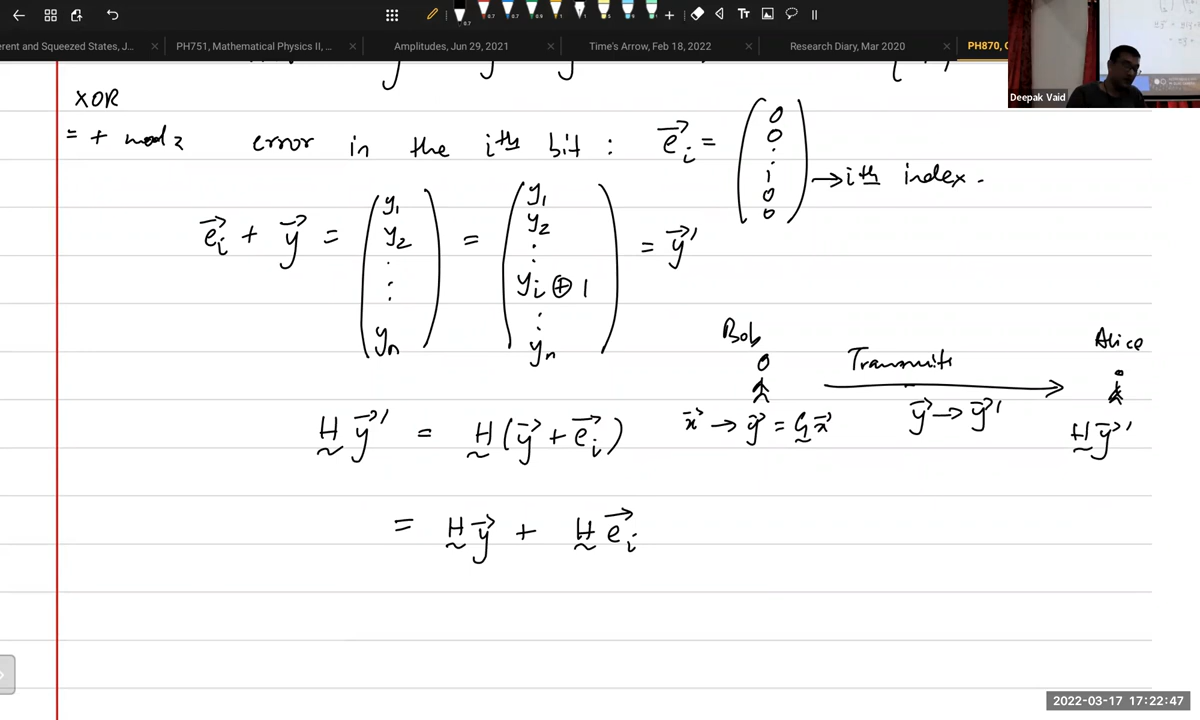 erent and Squeezed States, J... × PH751, Mathematical Physics II, ... × Amplitudes, Jun 29, 2021 × Time's Arrow, Feb 18, 2022 × Research Diary, Mar 2020 × PH870, Q
Deepak Vaid
XOR
= + mod 2
error in the ith bit : e⃗ᵢ = (0 0 : 1 0 0) → ith index.
e⃗ᵢ + y⃗ = (y₁ y₂ : : yₙ) = (y₁ y₂ : yᵢ ⊕ 1 : yₙ) = y⃗'
Bob Transmits Alice
x⃗ → y⃗ = G x⃗ y⃗ → y⃗' H y⃗'
H y⃗' = H(y⃗ + e⃗ᵢ)
= H y⃗ + H e⃗ᵢ
2022-03-17 17:22:47